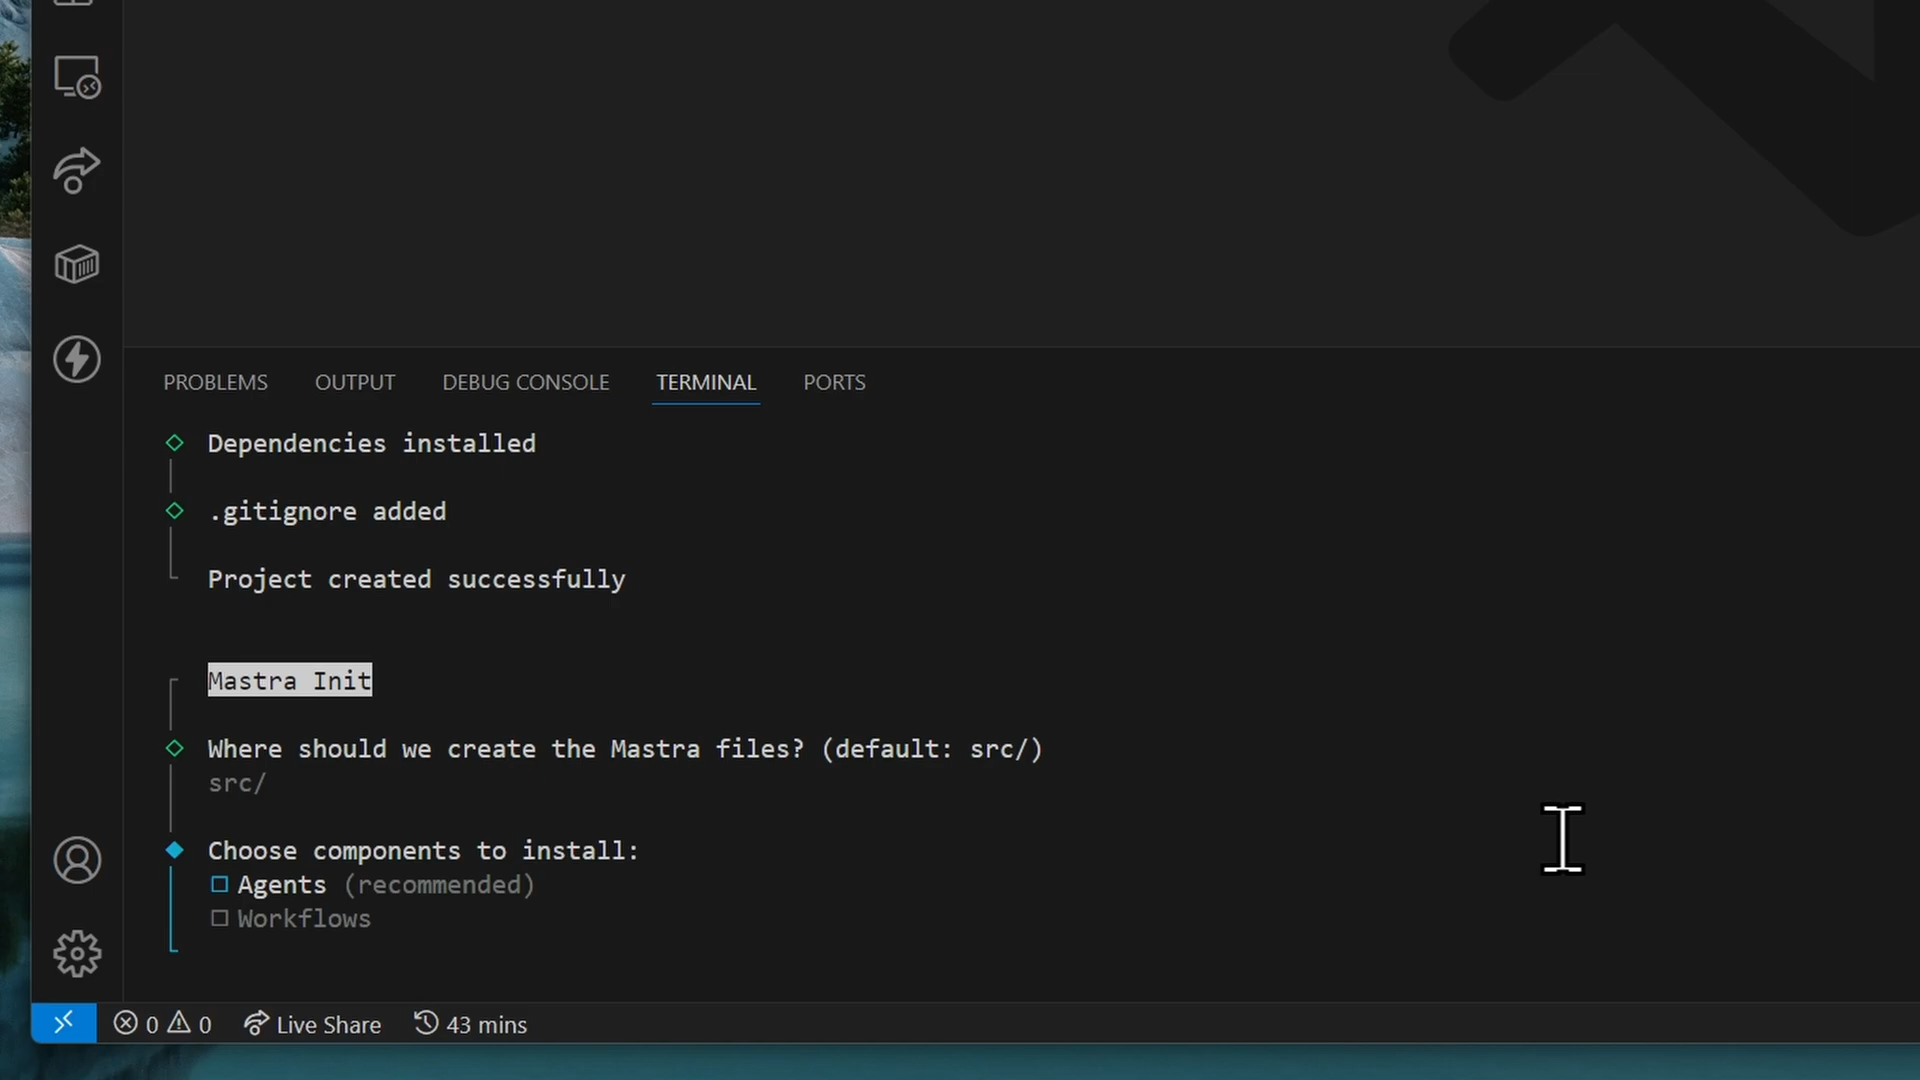 PROBLEMS OUTPUT DEBUG CONSOLE TERMINAL PORTS
Dependencies installed
.gitignore added
Project created successfully
Mastra Init
Where should we create the Mastra files? (default: src/)
src/
Choose components to install:
Agents (recommended)
Workflows
0 0 Live Share 43 mins